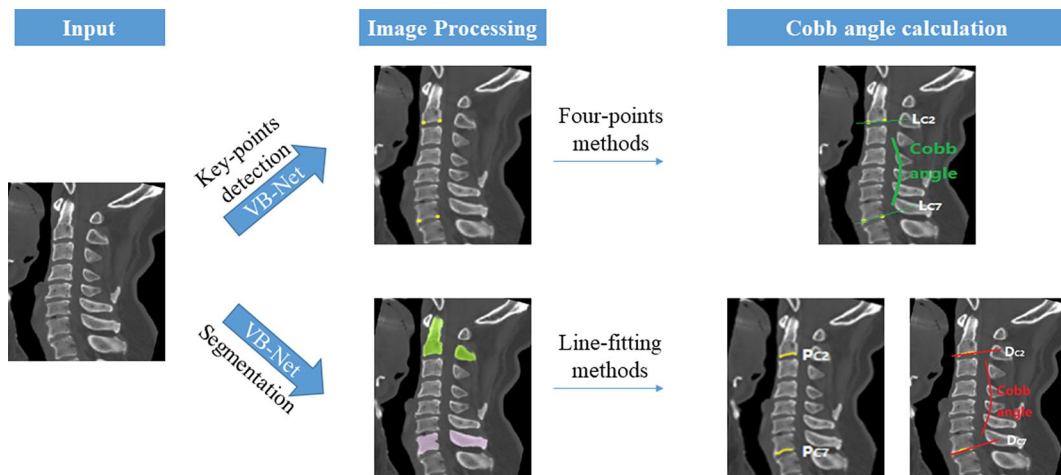 Input
Image Processing
Cobb angle calculation
Key-points
detection
VB-Net
Four-points
methods
LC2
Cobb
angle
LC7
VB-Net
Segmentation
Line-fitting
methods
PC2
PC7
DC2
Cobb
angle
DC7